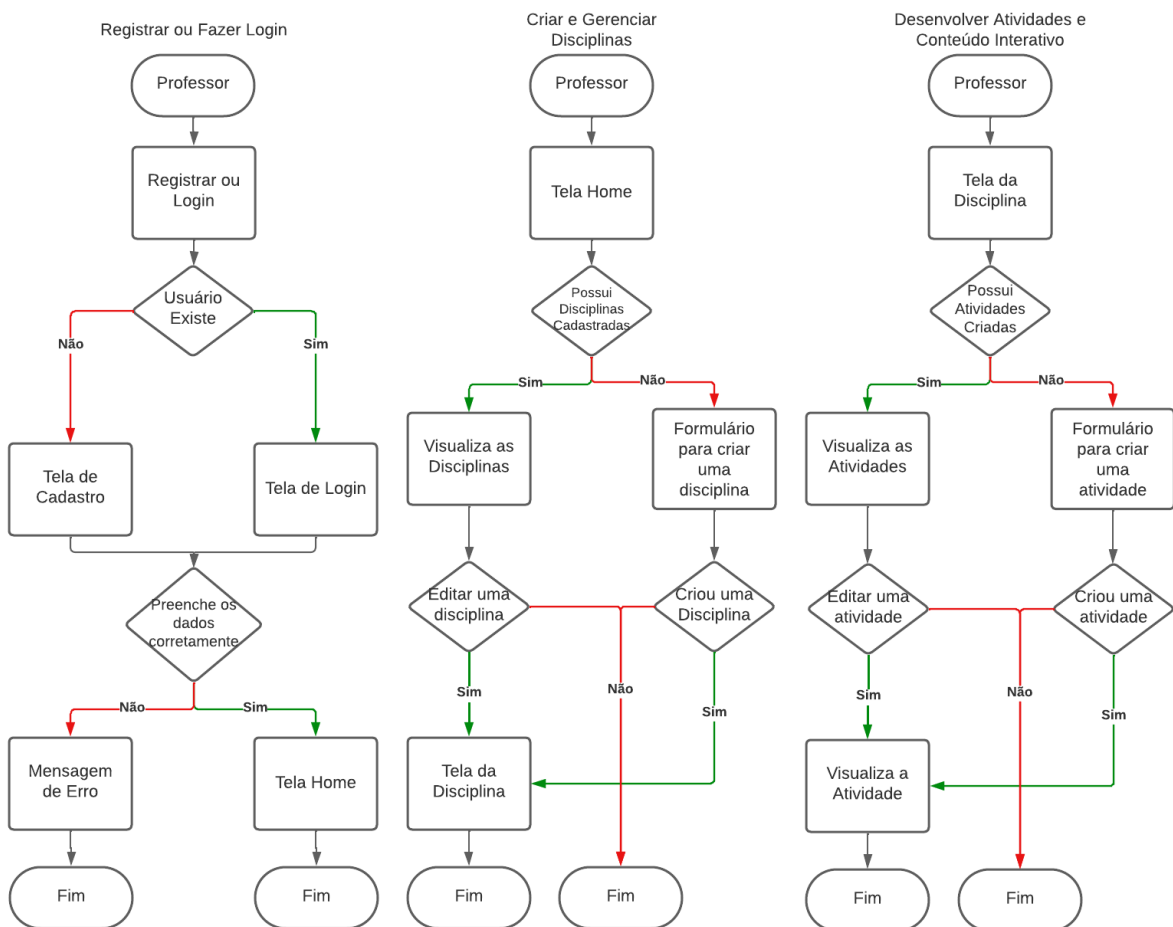 Registrar ou Fazer Login
Professor
Registrar ou
Login
Usuário
Existe
Não
Sim
Tela de
Cadastro
Tela de Login
Preenche os
dados
corretamente
Não
Sim
Mensagem
de Erro
Tela Home
Fim
Fim
Criar e Gerenciar
Disciplinas
Professor
Tela Home
Possui
Disciplinas
Cadastradas
Sim
Não
Visualiza as
Disciplinas
Formulário
para criar
uma
disciplina
Editar uma
disciplina
Criou uma
Disciplina
Sim
Não
Sim
Tela da
Disciplina
Fim
Fim
Desenvolver Atividades e
Conteúdo Interativo
Professor
Tela da
Disciplina
Possui
Atividades
Criadas
Sim
Não
Visualiza as
Atividades
Formulário
para criar
uma
atividade
Editar uma
atividade
Criou uma
atividade
Sim
Não
Sim
Visualiza a
Atividade
Fim
Fim